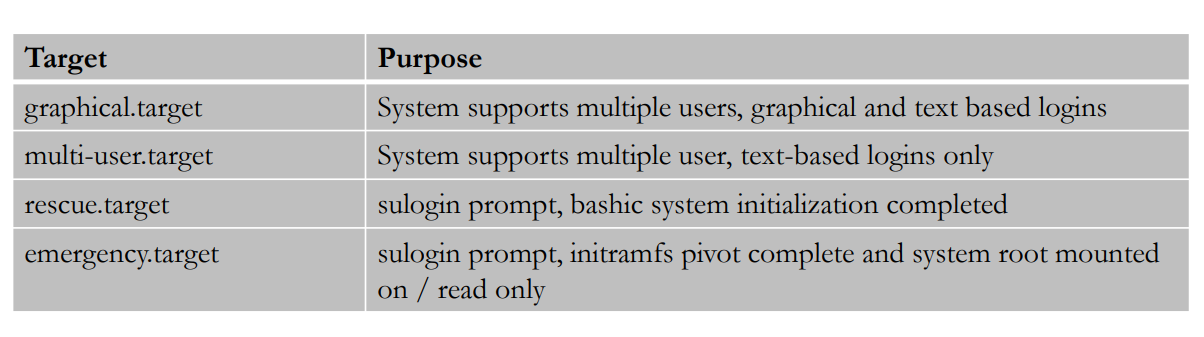 Target Purpose
graphical.target System supports multiple users, graphical and text based logins
multi-user.target System supports multiple user, text-based logins only
rescue.target sulogin prompt, bashic system initialization completed
emergency.target sulogin prompt, initramfs pivot complete and system root mounted
on / read only